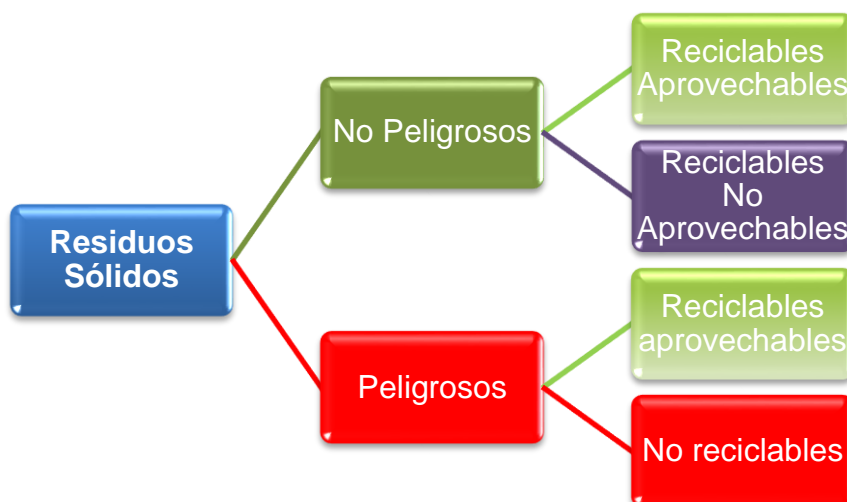 Residuos
Sólidos
No Peligrosos
Reciclables
Aprovechables
Reciclables
No
Aprovechables
Peligrosos
Reciclables
aprovechables
No reciclables